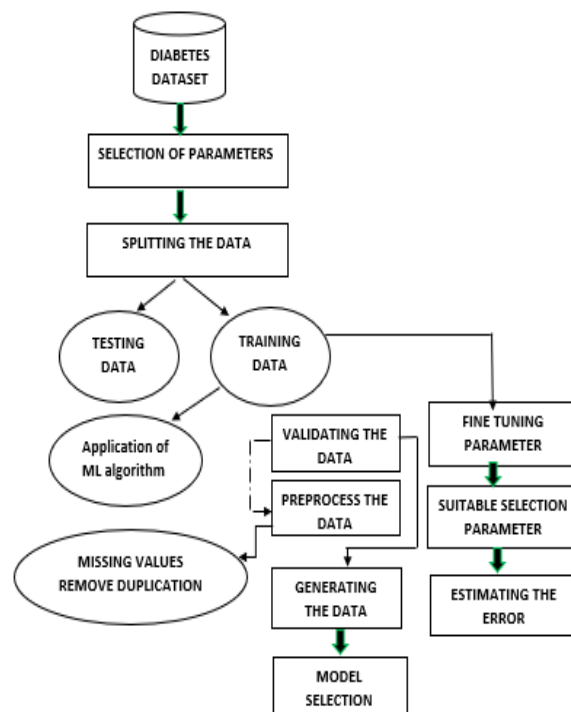 DIABETES
DATASET
SELECTION OF PARAMETERS
SPLITTING THE DATA
TESTING
DATA
TRAINING
DATA
Application of
ML algorithm
VALIDATING THE
DATA
FINE TUNING
PARAMETER
PREPROCESS THE
DATA
SUITABLE SELECTION
PARAMETER
MISSING VALUES
REMOVE DUPLICATION
GENERATING
THE DATA
ESTIMATING THE
ERROR
MODEL
SELECTION